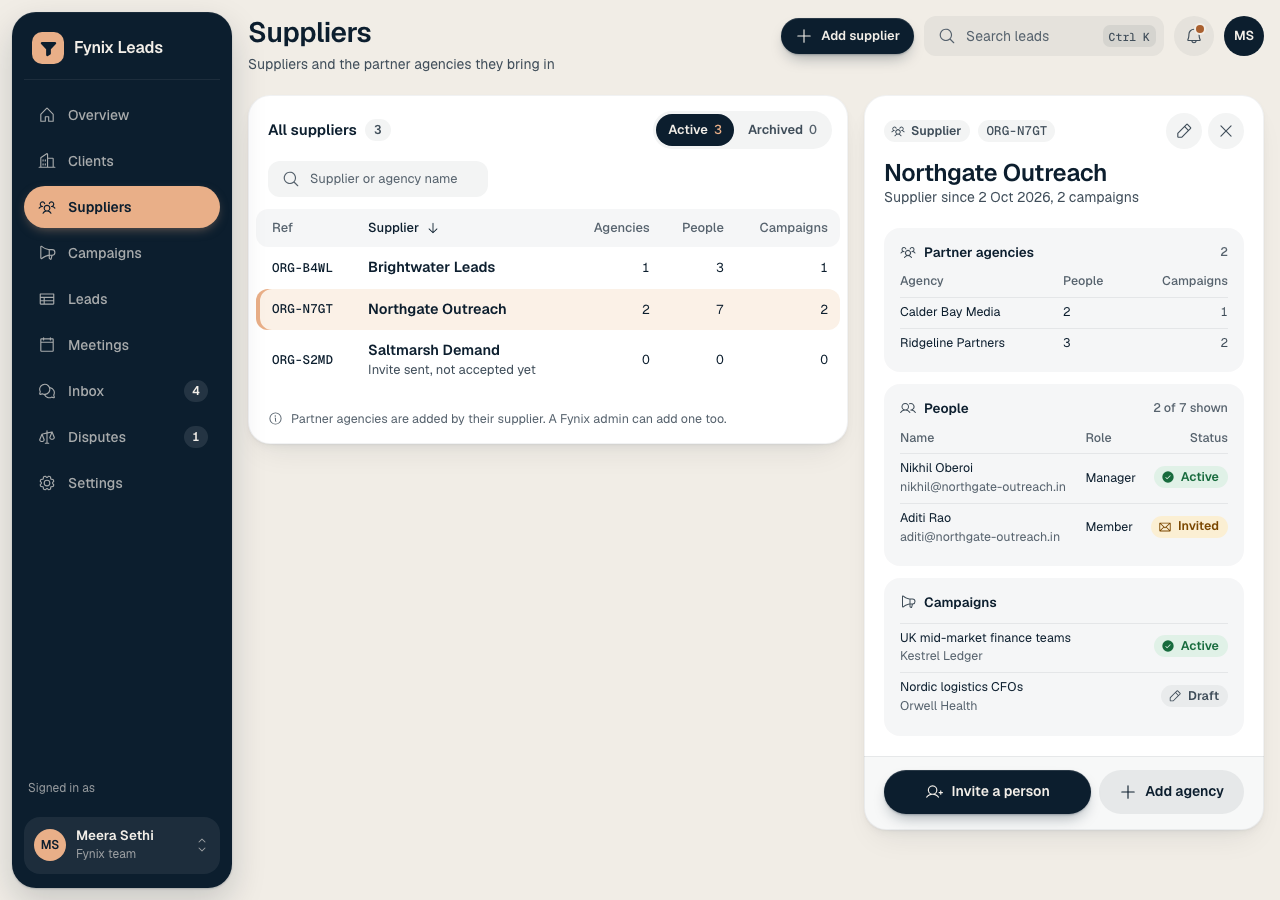 Fynix Leads
Overview
Clients
Suppliers
Campaigns
Leads
Meetings
Inbox 4
Disputes 1
Settings
Signed in as
MS
Meera Sethi
Fynix team
Suppliers
Suppliers and the partner agencies they bring in
Add supplier
Search leads
Ctrl K
MS
All suppliers 3
Active 3
Archived 0
Supplier or agency name
Ref Supplier Agencies People Campaigns
ORG-B4WL Brightwater Leads 1 3 1
ORG-N7GT Northgate Outreach 2 7 2
ORG-S2MD Saltmarsh Demand 0 0 0
Invite sent, not accepted yet
Partner agencies are added by their supplier. A Fynix admin can add one too.
Supplier ORG-N7GT
Northgate Outreach
Supplier since 2 Oct 2026, 2 campaigns
Partner agencies 2
Agency People Campaigns
Calder Bay Media 2 1
Ridgeline Partners 3 2
People 2 of 7 shown
Name Role Status
Nikhil Oberoi
nikhil@northgate-outreach.in Manager Active
Aditi Rao
aditi@northgate-outreach.in Member Invited
Campaigns
UK mid-market finance teams
Kestrel Ledger Active
Nordic logistics CFOs
Orwell Health Draft
Invite a person
Add agency